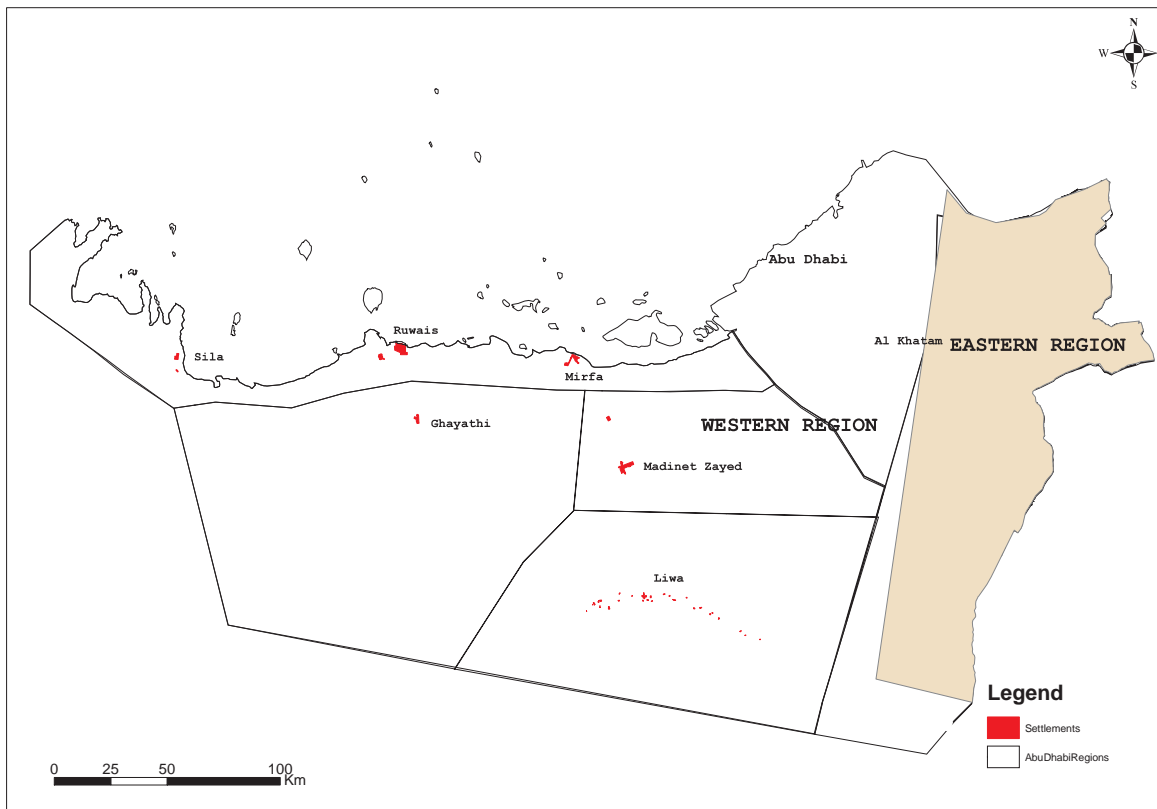 N
W
S
Abu Dhabi
Ruwais
Al Khatam
EASTERN REGION
Sila
Mirfa
Ghayathi
WESTERN REGION
Madinet Zayed
Liwa
Legend
Settlements
AbuDhabiRegions
0 25 50 100
Km